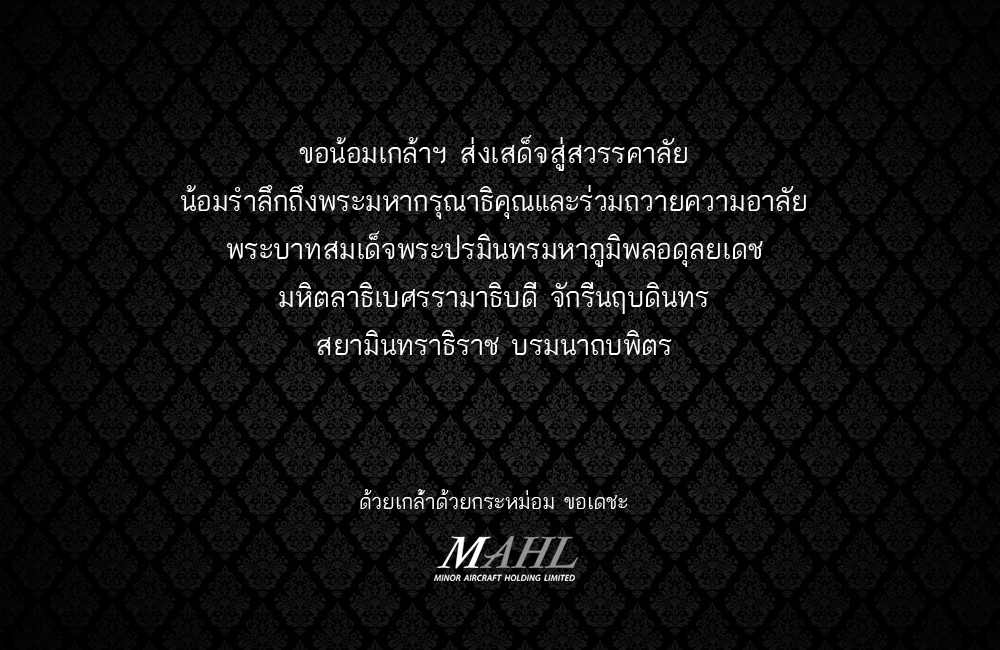 ขอน้อมเกล้าฯ ส่งเสด็จสู่สวรรคาลัย
น้อมรำลึกถึงพระมหากรุณาธิคุณและร่วมถวายความอาลัย
พระบาทสมเด็จพระปรมินทรมหาภูมิพลอดุลยเดช
มหิตลาธิเบศรรามาธิบดี จักรีนฤบดินทร
สยามินทราธิราช บรมนาถบพิตร
ด้วยเกล้าด้วยกระหม่อม ขอเดชะ
MAHL
MINOR AIRCRAFT HOLDING LIMITED